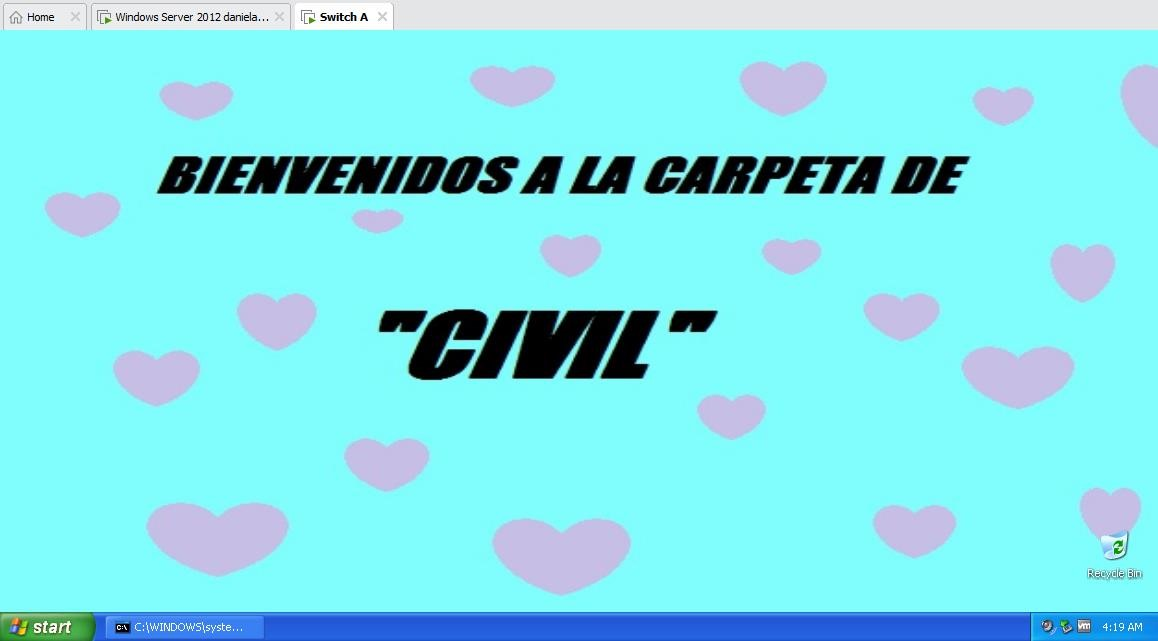 Home
Windows Server 2012 daniela...
Switch A
BIENVENIDOS A LA CARPETA DE
"CIVIL"
Recycle Bin
start
C:\WINDOWS\syste...
4:19 AM